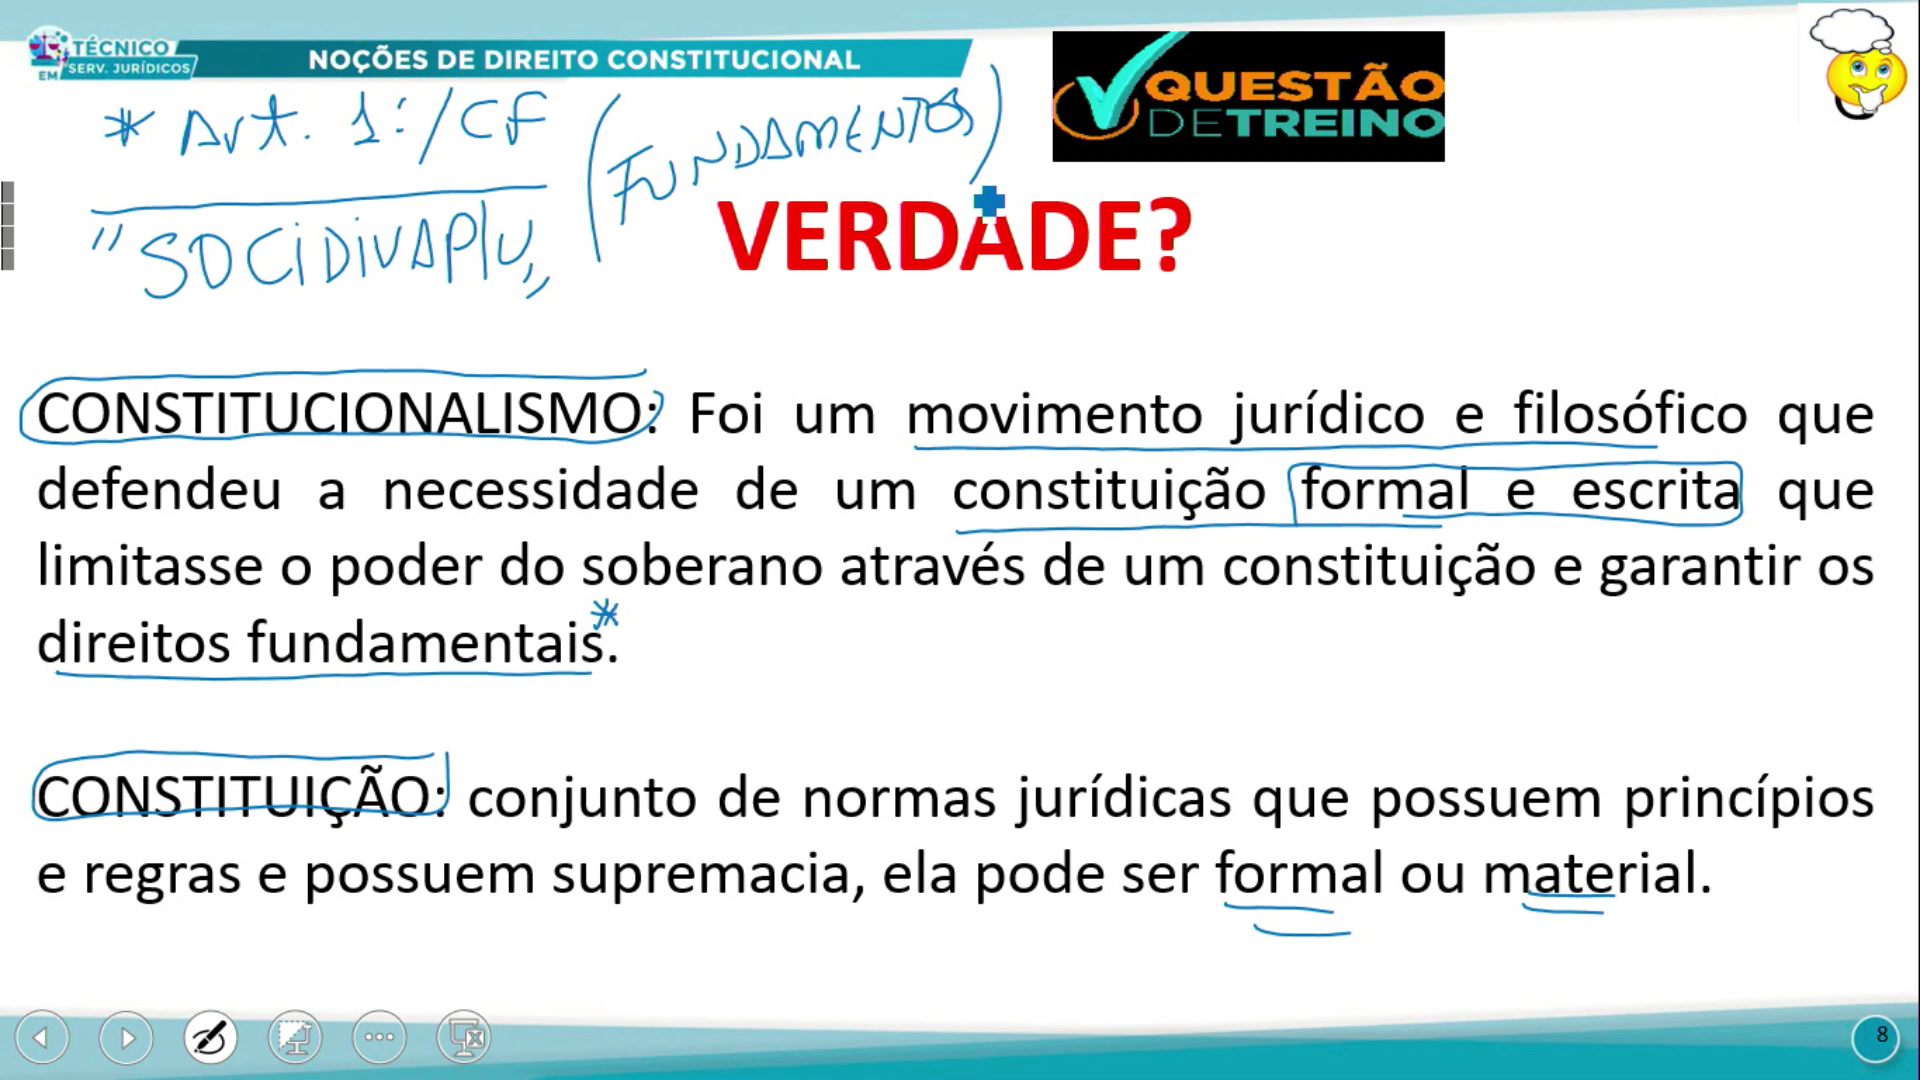 TÉCNICO
EM SERV. JURÍDICOS
NOÇÕES DE DIREITO CONSTITUCIONAL
* Art. 1º/CF (FUNDAMENTOS)
"SOCIDIVAPLU"
QUESTÃO
DETREINO
VERDADE?
CONSTITUCIONALISMO: Foi um movimento jurídico e filosófico que
defendeu a necessidade de um constituição formal e escrita que
limitasse o poder do soberano através de um constituição e garantir os
direitos fundamentais.*
CONSTITUIÇÃO: conjunto de normas jurídicas que possuem princípios
e regras e possuem supremacia, ela pode ser formal ou material.
8